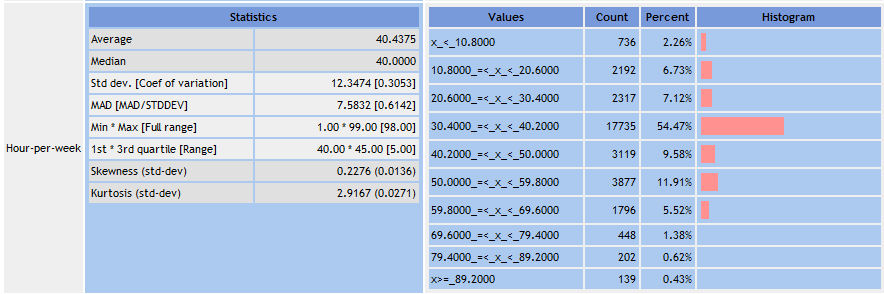 Hour-per-week
Statistics
Average 40.4375
Median 40.0000
Std dev. [Coef of variation] 12.3474 [0.3053]
MAD [MAD/STDDEV] 7.5832 [0.6142]
Min * Max [Full range] 1.00 * 99.00 [98.00]
1st * 3rd quartile [Range] 40.00 * 45.00 [5.00]
Skewness (std-dev) 0.2276 (0.0136)
Kurtosis (std-dev) 2.9167 (0.0271)
Values Count Percent Histogram
x_<_10.8000 736 2.26%
10.8000_=<_x_<_20.6000 2192 6.73%
20.6000_=<_x_<_30.4000 2317 7.12%
30.4000_=<_x_<_40.2000 17735 54.47%
40.2000_=<_x_<_50.0000 3119 9.58%
50.0000_=<_x_<_59.8000 3877 11.91%
59.8000_=<_x_<_69.6000 1796 5.52%
69.6000_=<_x_<_79.4000 448 1.38%
79.4000_=<_x_<_89.2000 202 0.62%
x>=_89.2000 139 0.43%